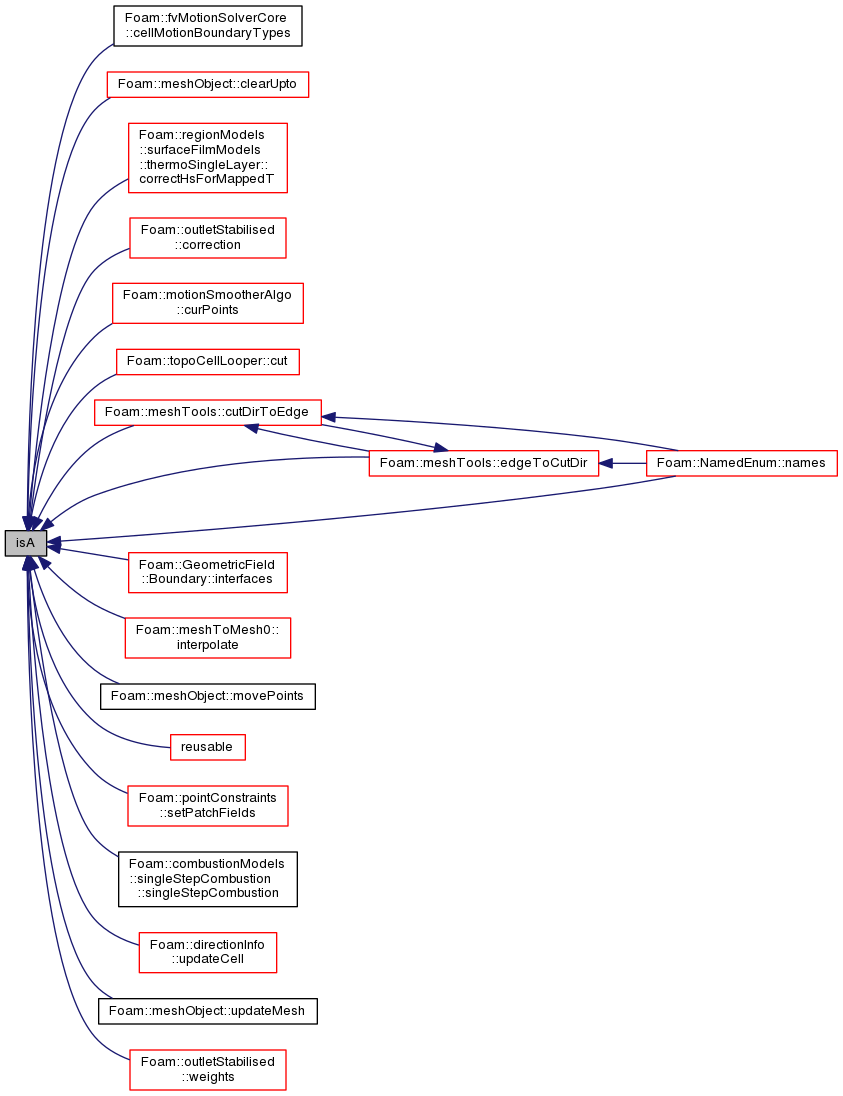 Foam::fvMotionSolverCore
::cellMotionBoundaryTypes
Foam::meshObject::clearUpto
Foam::regionModels
::surfaceFilmModels
::thermoSingleLayer::
correctHsForMappedT
Foam::outletStabilised
::correction
Foam::motionSmootherAlgo
::curPoints
Foam::topoCellLooper::cut
Foam::meshTools::cutDirToEdge
Foam::meshTools::edgeToCutDir
Foam::NamedEnum::names
isA
Foam::GeometricField
::Boundary::interfaces
Foam::meshToMesh0::
interpolate
Foam::meshObject::movePoints
reusable
Foam::pointConstraints
::setPatchFields
Foam::combustionModels
::singleStepCombustion
::singleStepCombustion
Foam::directionInfo
::updateCell
Foam::meshObject::updateMesh
Foam::outletStabilised
::weights